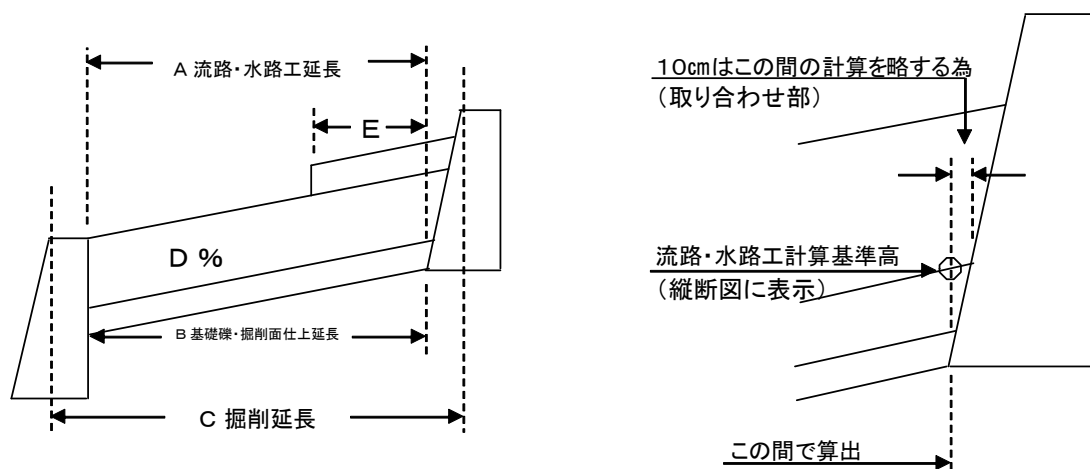 A 流路・水路工延長
E
D %
B 基礎礫・掘削面仕上延長
C 掘削延長
10cmはこの間の計算を略する為
（取り合わせ部）
流路・水路工計算基準高
（縦断図に表示）
この間で算出